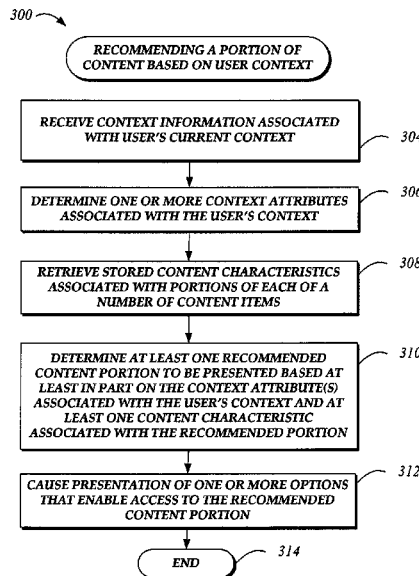 300
RECOMMENDING A PORTION OF
CONTENT BASED ON USER CONTEXT
RECEIVE CONTEXT INFORMATION ASSOCIATED
WITH USER'S CURRENT CONTEXT
304
DETERMINE ONE OR MORE CONTEXT ATTRIBUTES
ASSOCIATED WITH THE USER'S CONTEXT
306
RETRIEVE STORED CONTENT CHARACTERISTICS
ASSOCIATED WITH PORTIONS OF EACH OF A
NUMBER OF CONTENT ITEMS
308
DETERMINE AT LEAST ONE RECOMMENDED
CONTENT PORTION TO BE PRESENTED BASED AT
LEAST IN PART ON THE CONTEXT ATTRIBUTE(S)
ASSOCIATED WITH THE USER'S CONTEXT AND AT
LEAST ONE CONTENT CHARACTERISTIC
ASSOCIATED WITH THE RECOMMENDED PORTION
310
CAUSE PRESENTATION OF ONE OR MORE OPTIONS
THAT ENABLE ACCESS TO THE RECOMMENDED
CONTENT PORTION
312
END
314